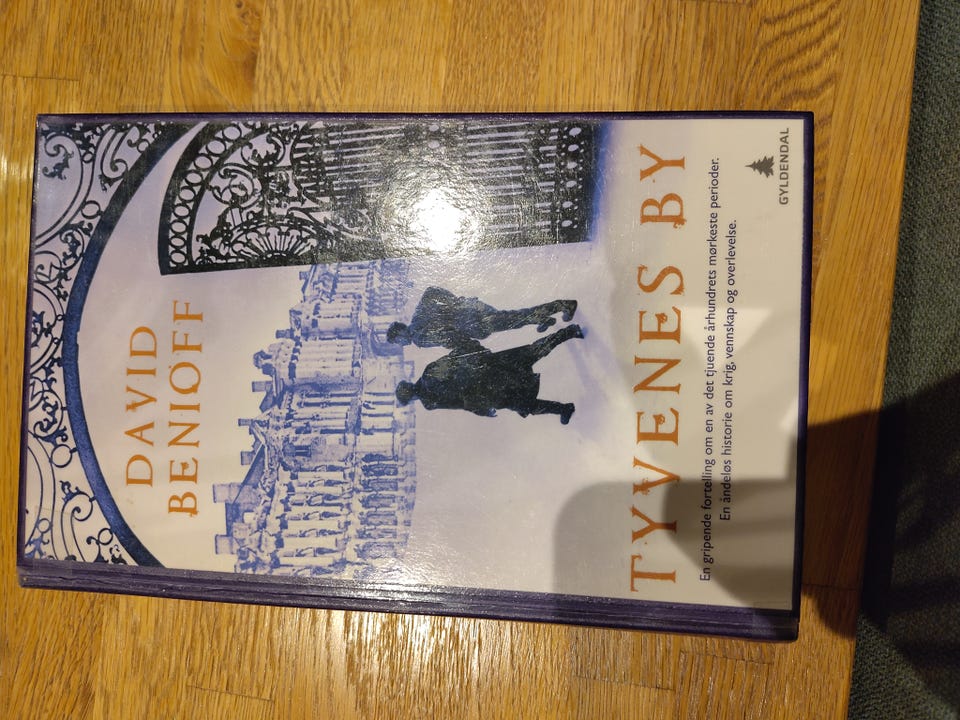 DAVID
BENIOFF
TYVENES BY
En gripende fortelling om en av det tjuende århundrets mørkeste perioder.
En åndeløs historie om krig, vennskap og overlevelse.
GYLDENDAL